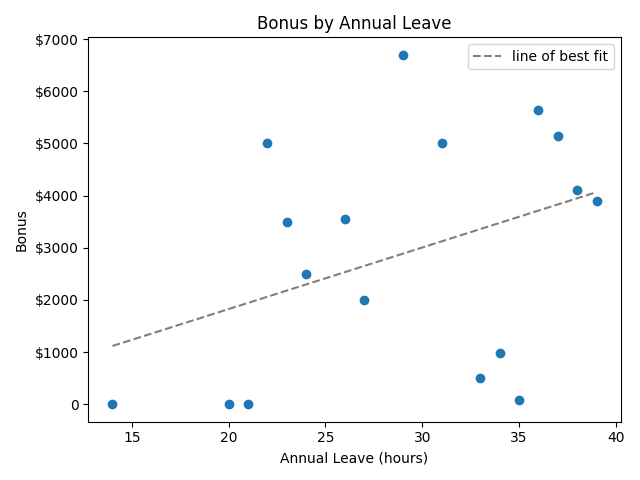 Bonus by Annual Leave
line of best fit
$7000
$6000
$5000
$4000
$3000
$2000
$1000
0
Bonus
15 20 25 30 35 40
Annual Leave (hours)